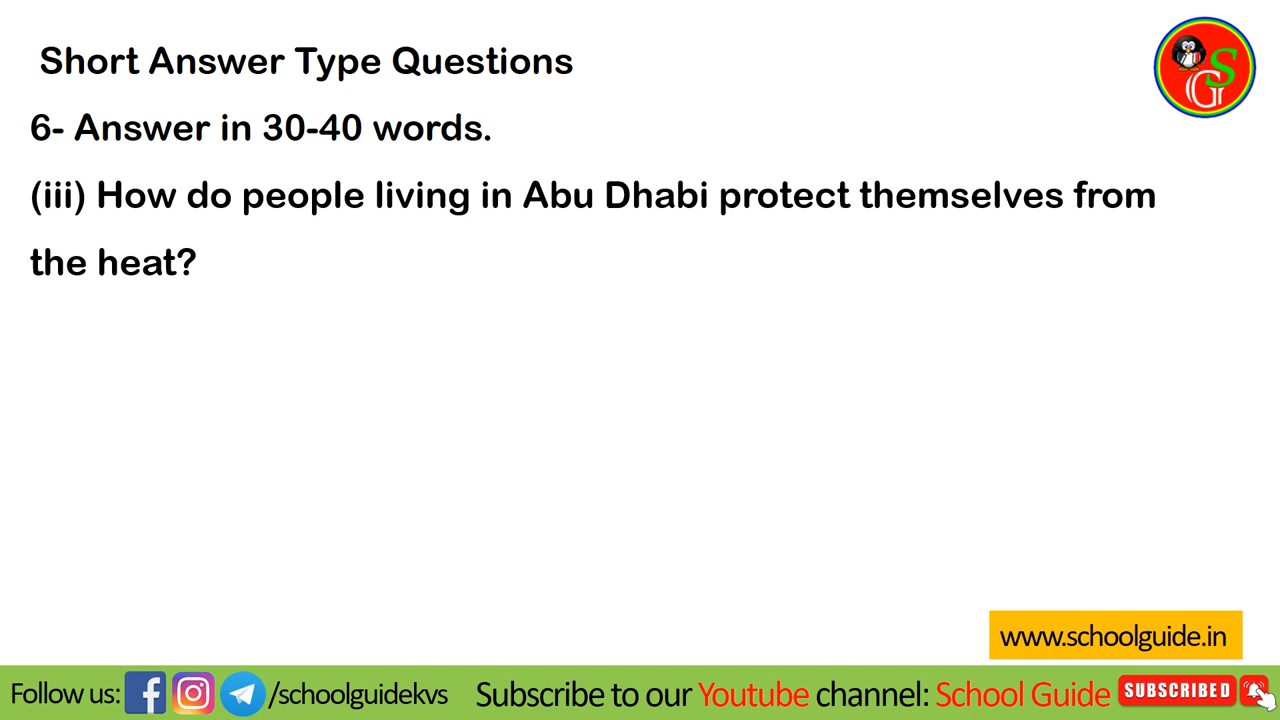 Short Answer Type Questions
6- Answer in 30-40 words.
(iii) How do people living in Abu Dhabi protect themselves from
the heat?
SG
www.schoolguide.in
Follow us: /schoolguidekvs Subscribe to our Youtube channel: School Guide SUBSCRIBED